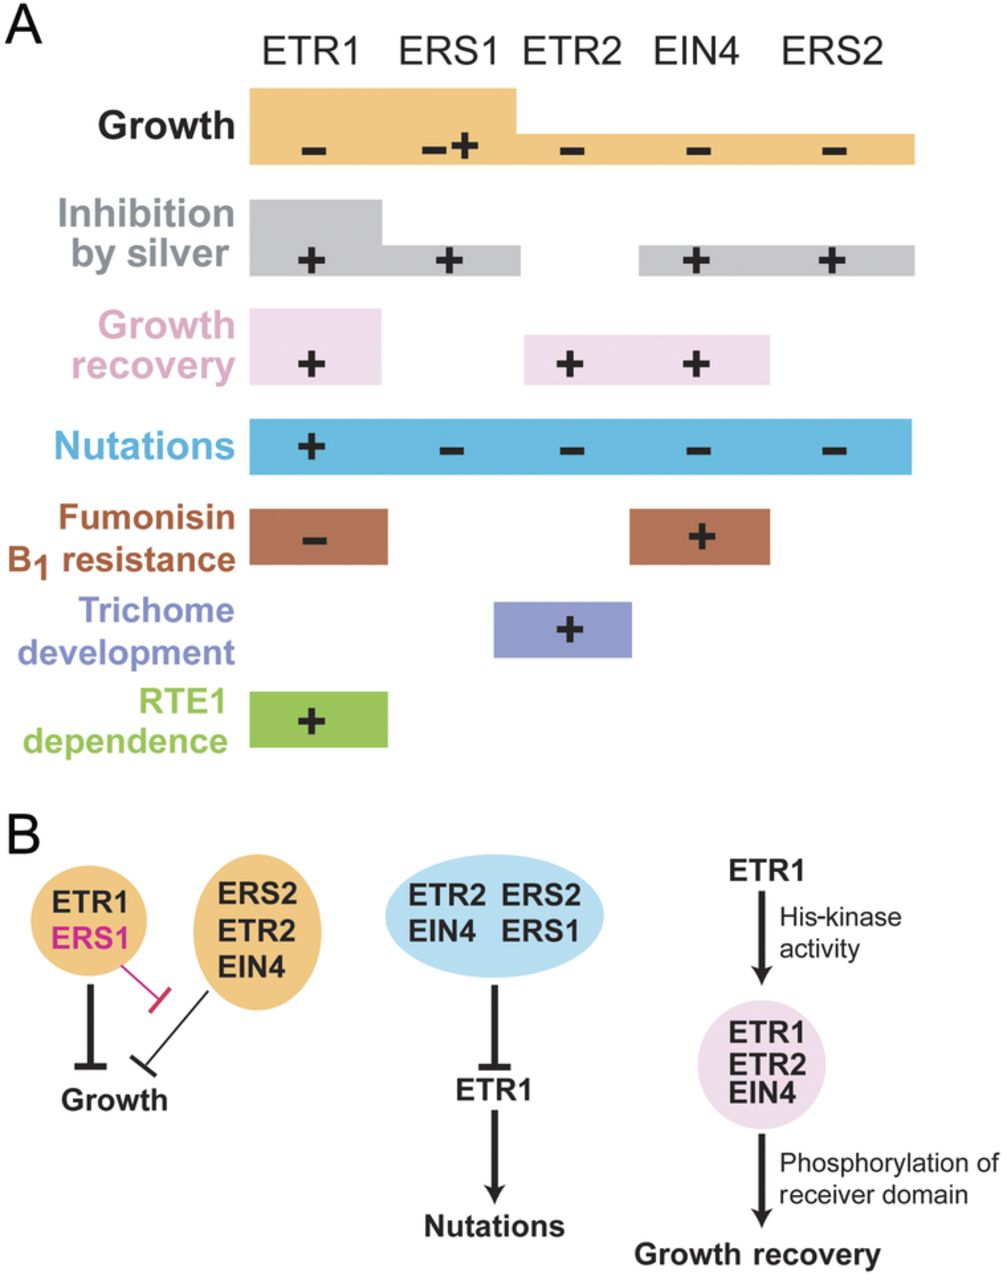 A
ETR1 ERS1 ETR2 EIN4 ERS2
Growth − −+ − − −
Inhibition
by silver + + + +
Growth
recovery + + +
Nutations + − − − −
Fumonisin
B1 resistance − +
Trichome
development +
RTE1
dependence +
B
ETR1
ERS1
Growth
ERS2
ETR2
EIN4
ETR2 ERS2
EIN4 ERS1
ETR1
Nutations
ETR1
His-kinase
activity
ETR1
ETR2
EIN4
Phosphorylation of
receiver domain
Growth recovery